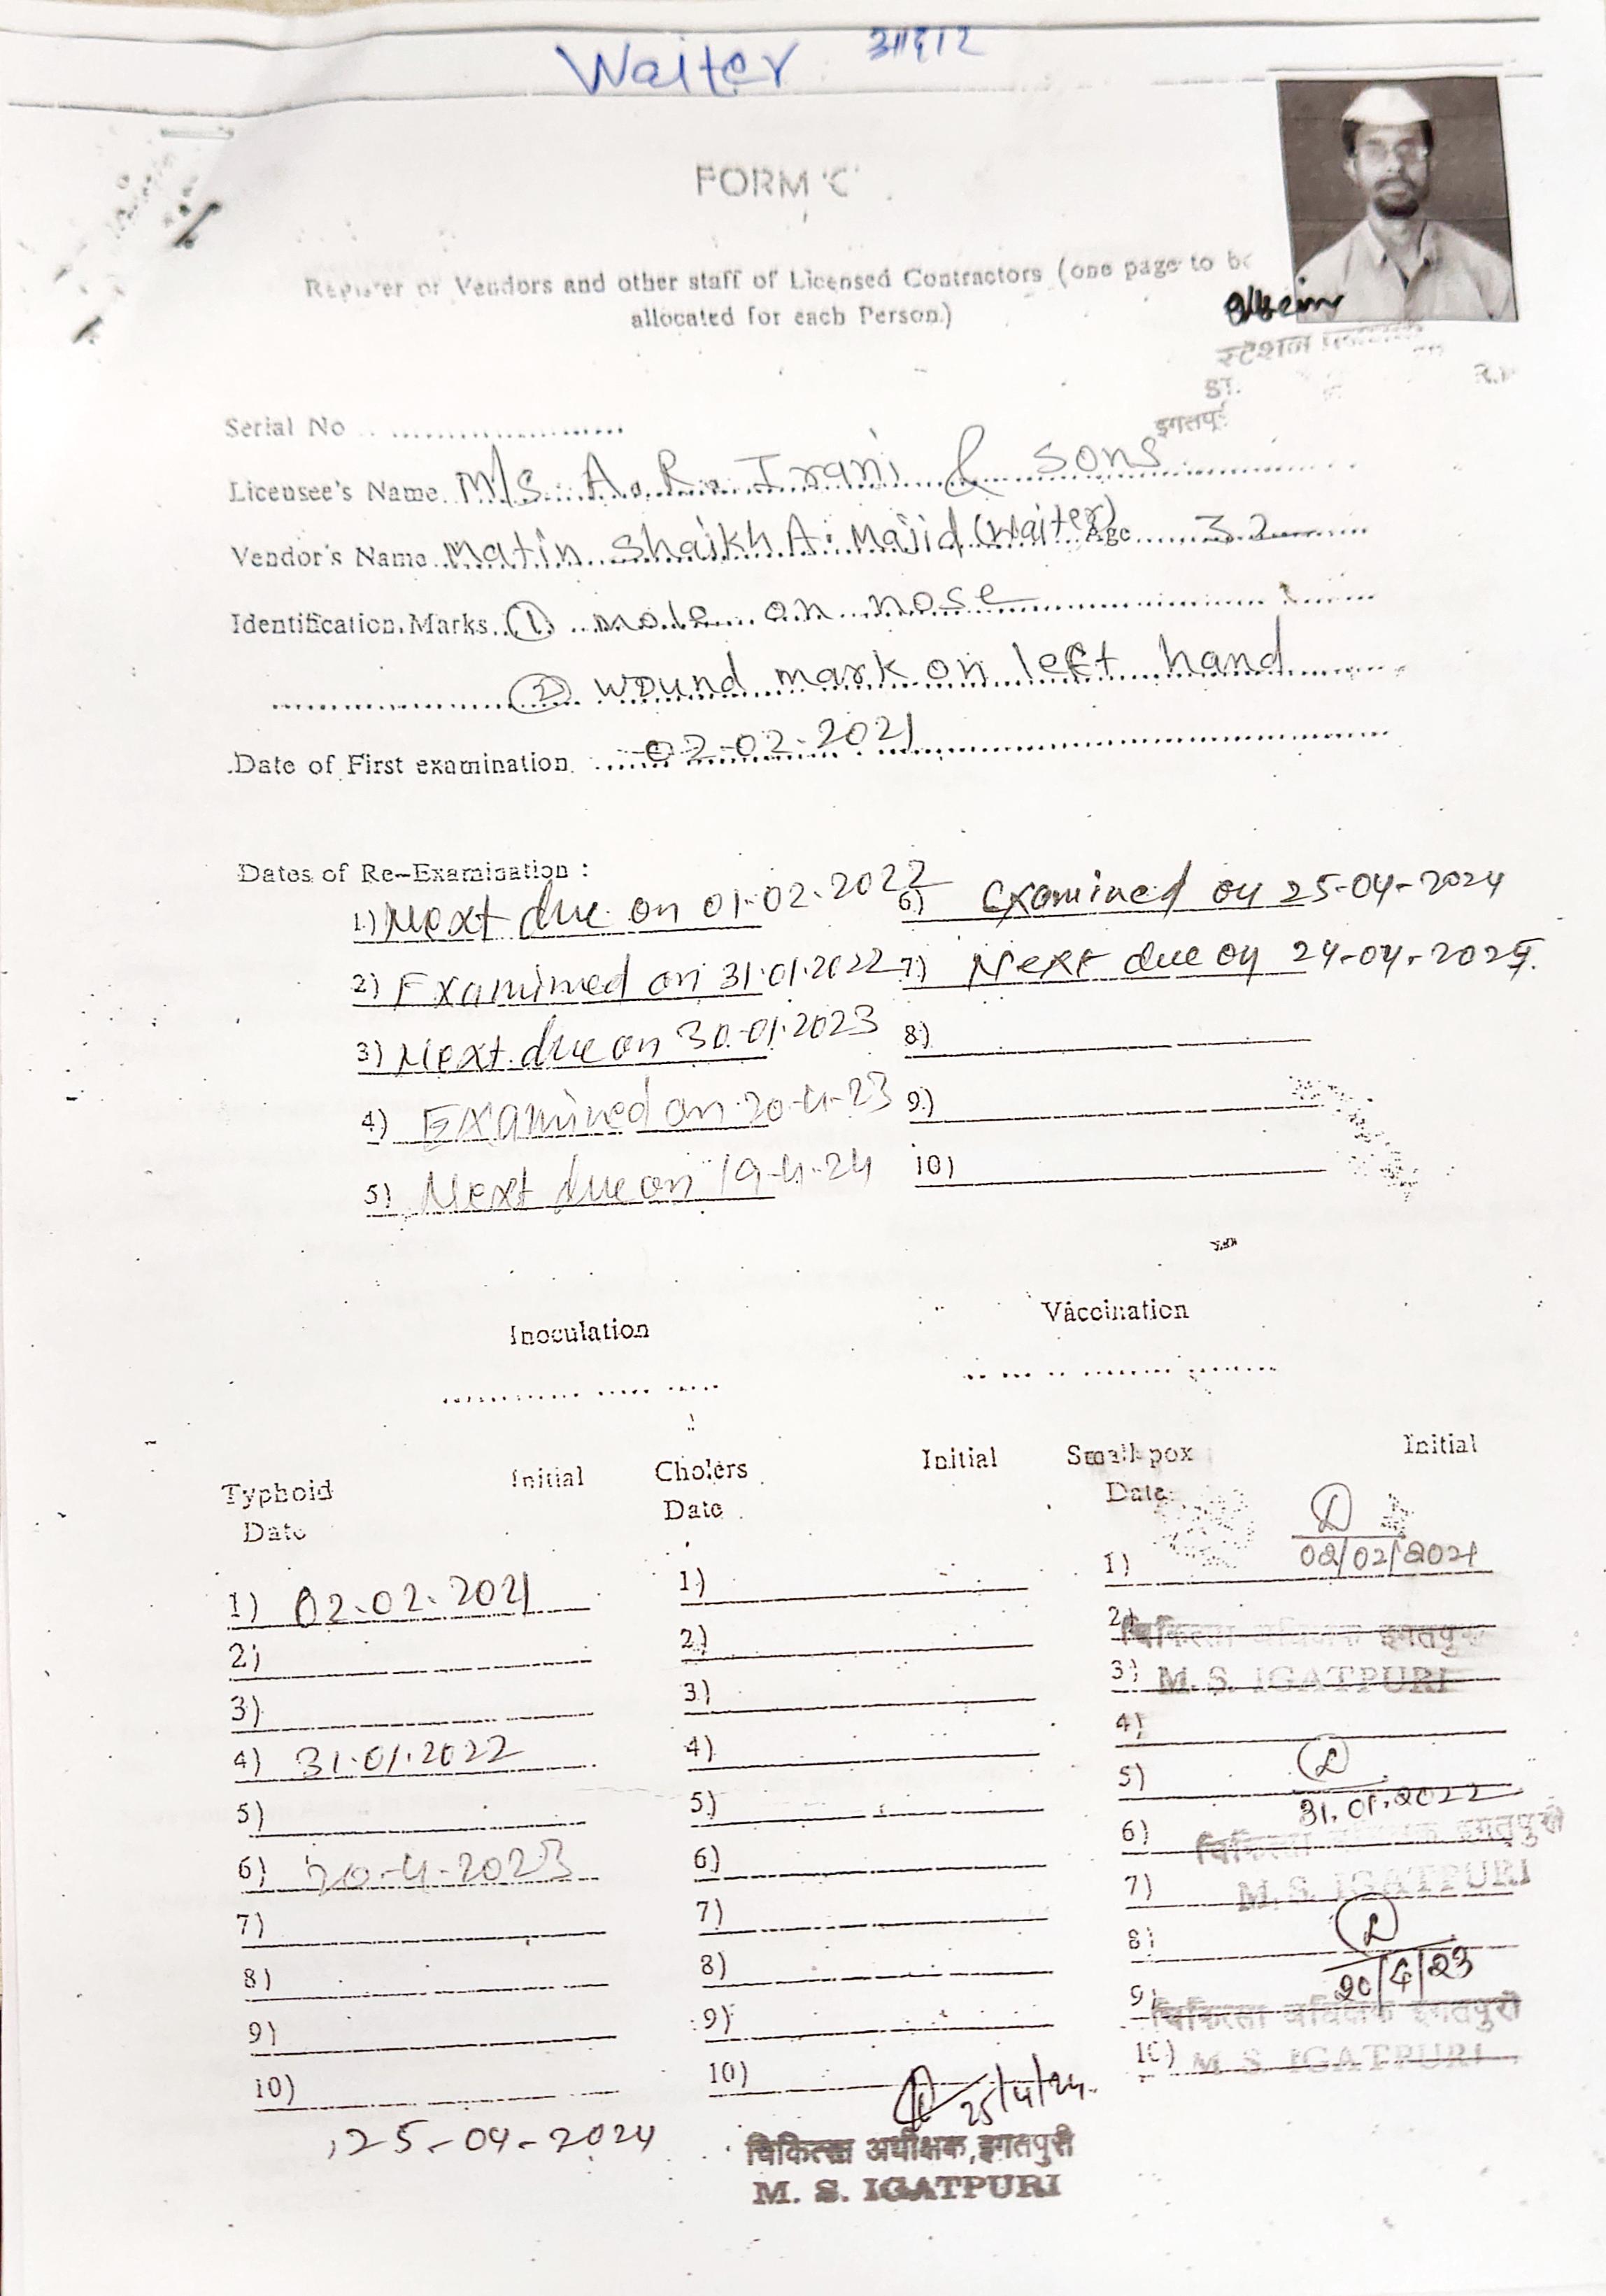 Waiter आहार
FORM 'C'
Register of Vendors and other staff of Licensed Contractors (one page to be
allocated for each Person.)
स्टेशन
इगतपुरी
Serial No
Licensee's Name M/s. A. R. Irani & sons
Vendor's Name Matin Shaikh A. Majid (Waiter) Age 32
Identification Marks ① mole on nose
② wound mark on left hand
Date of First examination 02-02-2021
Dates of Re-Examination :
1) Next due on 01-02-2022 6) Examined on 25-04-2024
2) Examined on 31.01.2022 7) Next due on 24-04-2025.
3) Next due on 30-01-2023 8)
4) Examined on 20-4-23 9)
5) Next due on 19-4-24 10)
Inoculation Vaccination
Typhoid Initial Cholers Initial Small pox Initial
Date Date Date
02/02/2021
1) 02.02.2021 1) 1)
2) 2) 2) चिकित्सा अधिक्षक इगतपुरी
3) 3) 3) M. S. IGATPURI
4) 31.01.2022 4) 4)
5) 5) 5)
31.01.2022
6) 20-4-2023 6) 6) चिकित्सा अधिक्षक इगतपुरी
7) 7) 7) M. S. IGATPURI
8) 8) 8)
20/4/23
9) 9) 9) चिकित्सा अधिक्षक इगतपुरी
10) 10) 10) M. S. IGATPURI
25/4/24.
25-04-2024
चिकित्सा अधीक्षक, इगतपुरी
M. S. IGATPURI